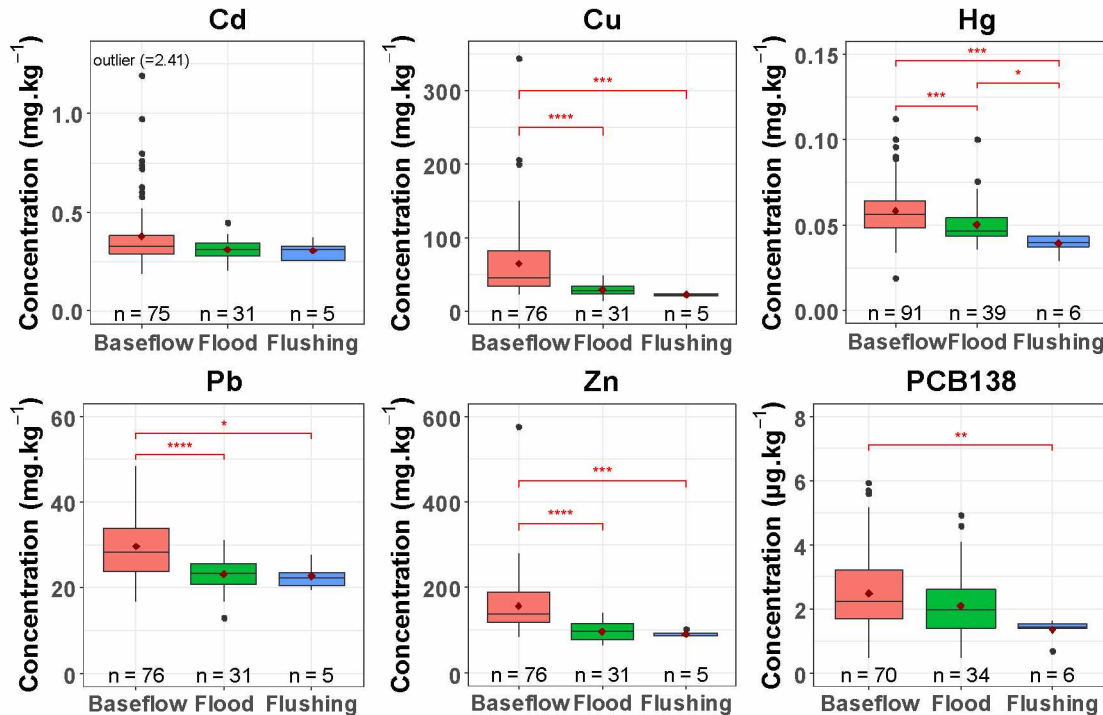 Cd
Concentration (mg.kg⁻¹)
outlier (=2.41)
1.0
0.5
0.0
n = 75 n = 31 n = 5
Baseflow Flood Flushing
Cu
Concentration (mg.kg⁻¹)
300
200
100
0
***
****
n = 76 n = 31 n = 5
Baseflow Flood Flushing
Hg
Concentration (mg.kg⁻¹)
0.15
0.10
0.05
0.00
***
*
***
n = 91 n = 39 n = 6
Baseflow Flood Flushing
Pb
Concentration (mg.kg⁻¹)
60
40
20
0
*
****
n = 76 n = 31 n = 5
Baseflow Flood Flushing
Zn
Concentration (mg.kg⁻¹)
600
400
200
0
***
****
n = 76 n = 31 n = 5
Baseflow Flood Flushing
PCB138
Concentration (µg.kg⁻¹)
8
6
4
2
0
**
n = 70 n = 34 n = 6
Baseflow Flood Flushing